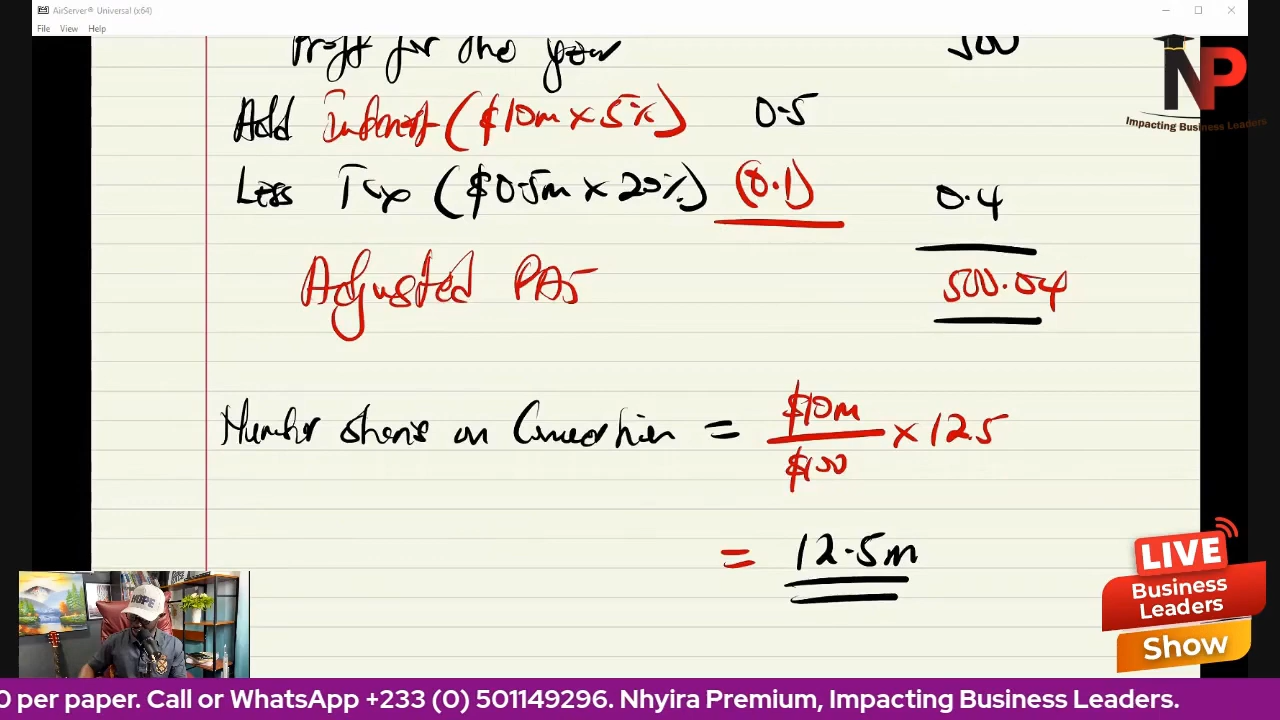 AirServer® Universal (x64)
File View Help
Profit for the year 500
NP
Impacting Business Leaders
Add Interest ($10m x 5%) 0.5
Less Tax ($0.5m x 20%) (0.1) 0.4
Adjusted PAT 500.04
Number shares on Conversion = $10m
$100 x 125
= 12.5m
LIVE
Business
Leaders
Show
0 per paper. Call or WhatsApp +233 (0) 501149296. Nhyira Premium, Impacting Business Leaders.